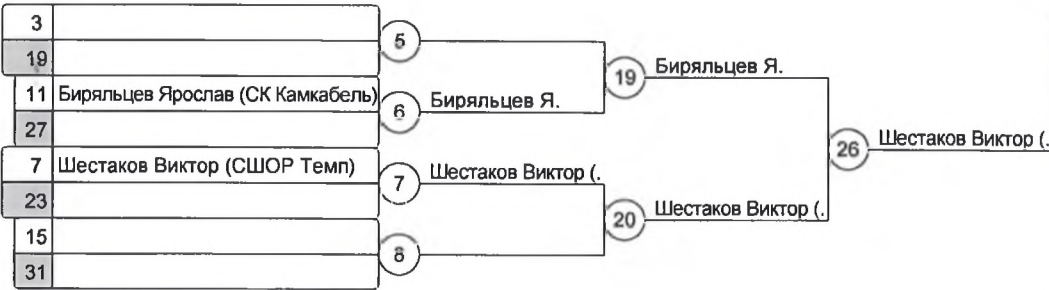 3
19
5
11 Биряльцев Ярослав (СК Камкабель)
27
6 Биряльцев Я.
19 Биряльцев Я.
7 Шестаков Виктор (СШОР Темп)
23
7 Шестаков Виктор (.
15
31
8
20 Шестаков Виктор (.
26 Шестаков Виктор (.